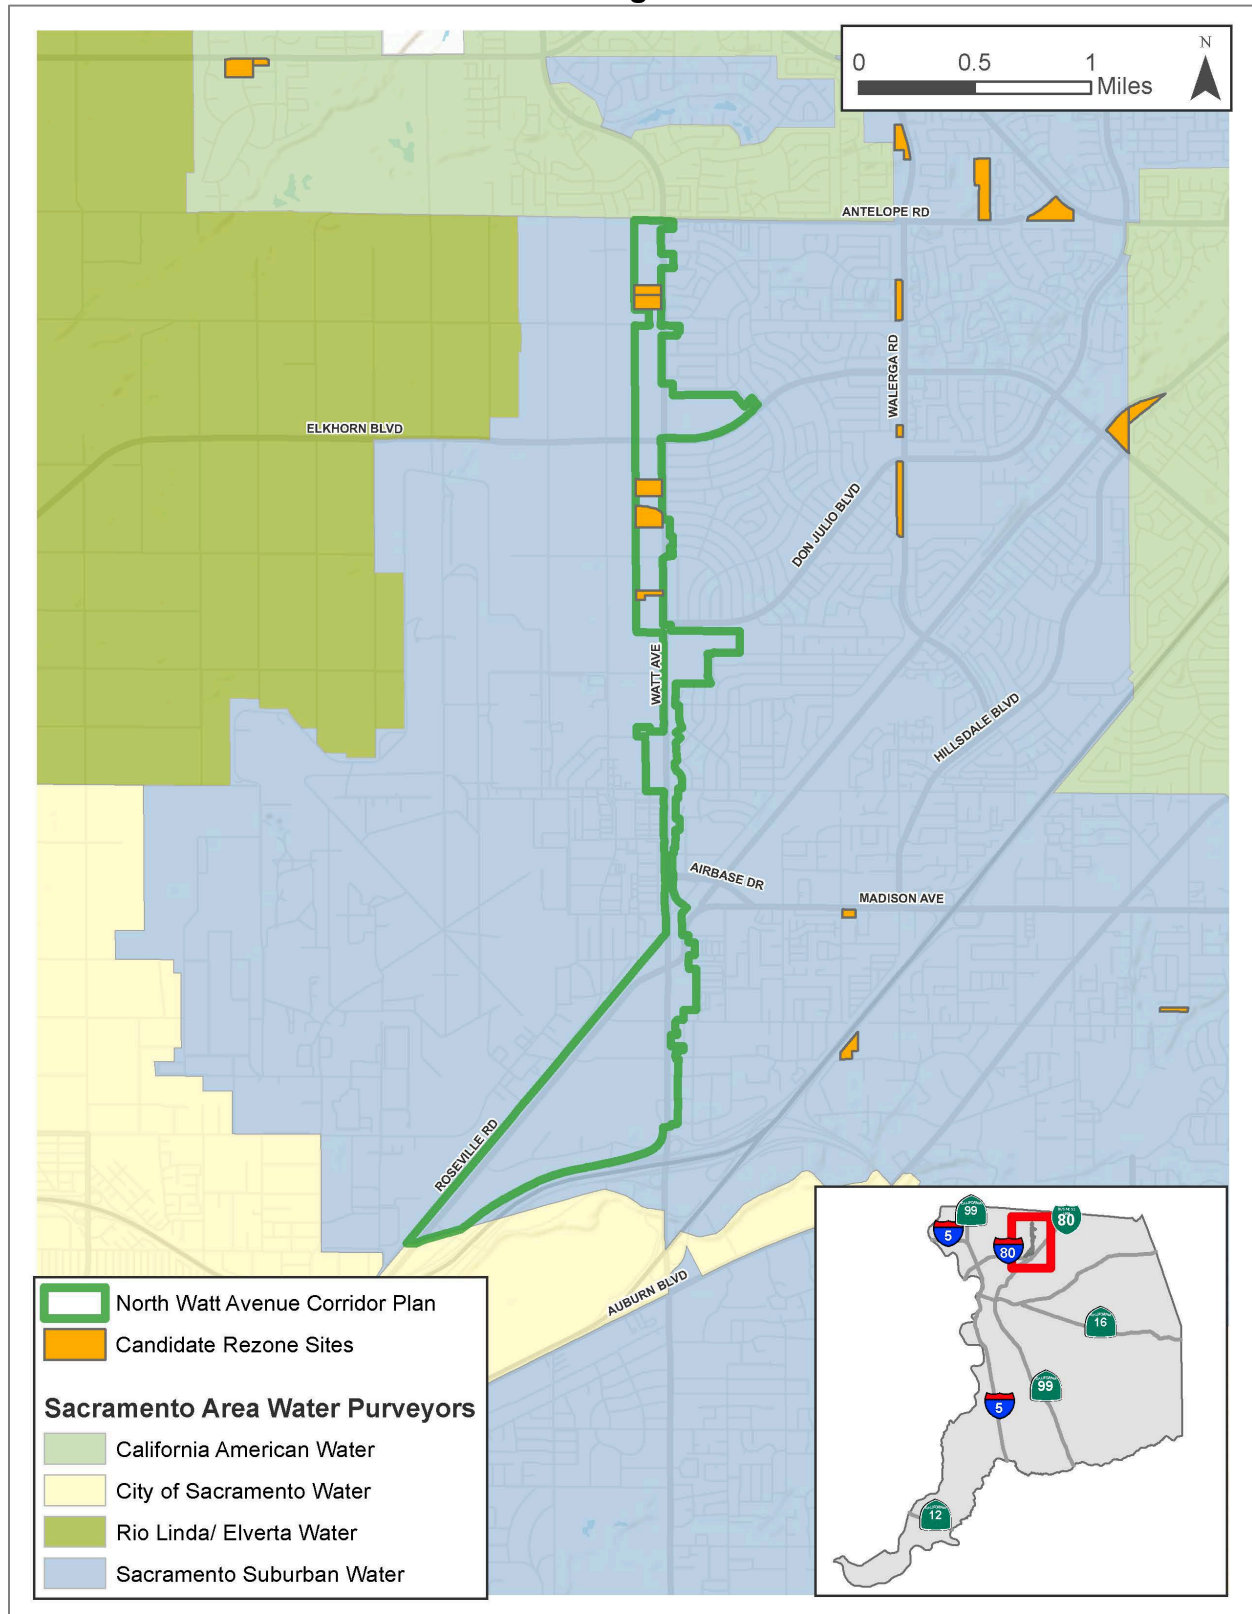 0 0.5 1
Miles
N
ANTELOPE RD
WALERGA RD
ELKHORN BLVD
DON JULIO BLVD
WATT AVE
HILLSDALE BLVD
AIRBASE DR
MADISON AVE
ROSEVILLE RD
AUBURN BLVD
North Watt Avenue Corridor Plan
Candidate Rezone Sites
Sacramento Area Water Purveyors
California American Water
City of Sacramento Water
Rio Linda/ Elverta Water
Sacramento Suburban Water
99
5
80
80
16
99
5
12